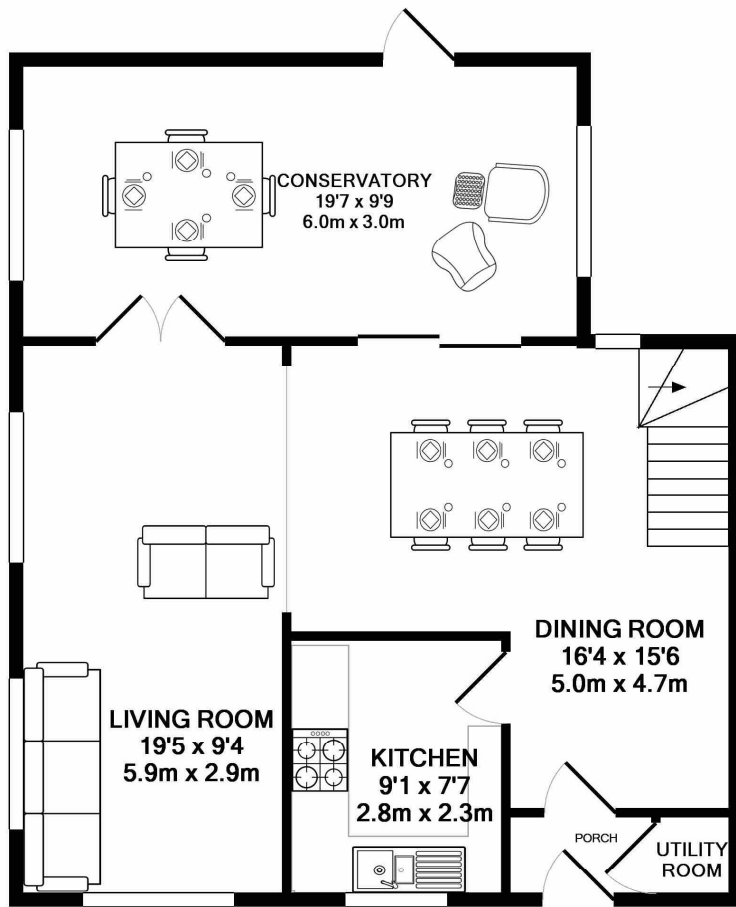 CONSERVATORY
19'7 x 9'9
6.0m x 3.0m
DINING ROOM
16'4 x 15'6
5.0m x 4.7m
LIVING ROOM
19'5 x 9'4
5.9m x 2.9m
KITCHEN
9'1 x 7'7
2.8m x 2.3m
PORCH
UTILITY
ROOM